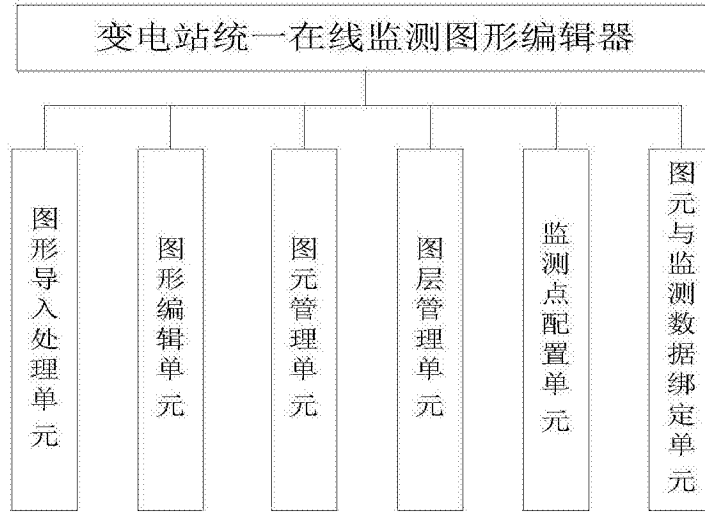 变电站统一在线监测图形编辑器
图形导入处理单元
图形编辑单元
图元管理单元
图层管理单元
监测点配置单元
图元与监测数据绑定单元